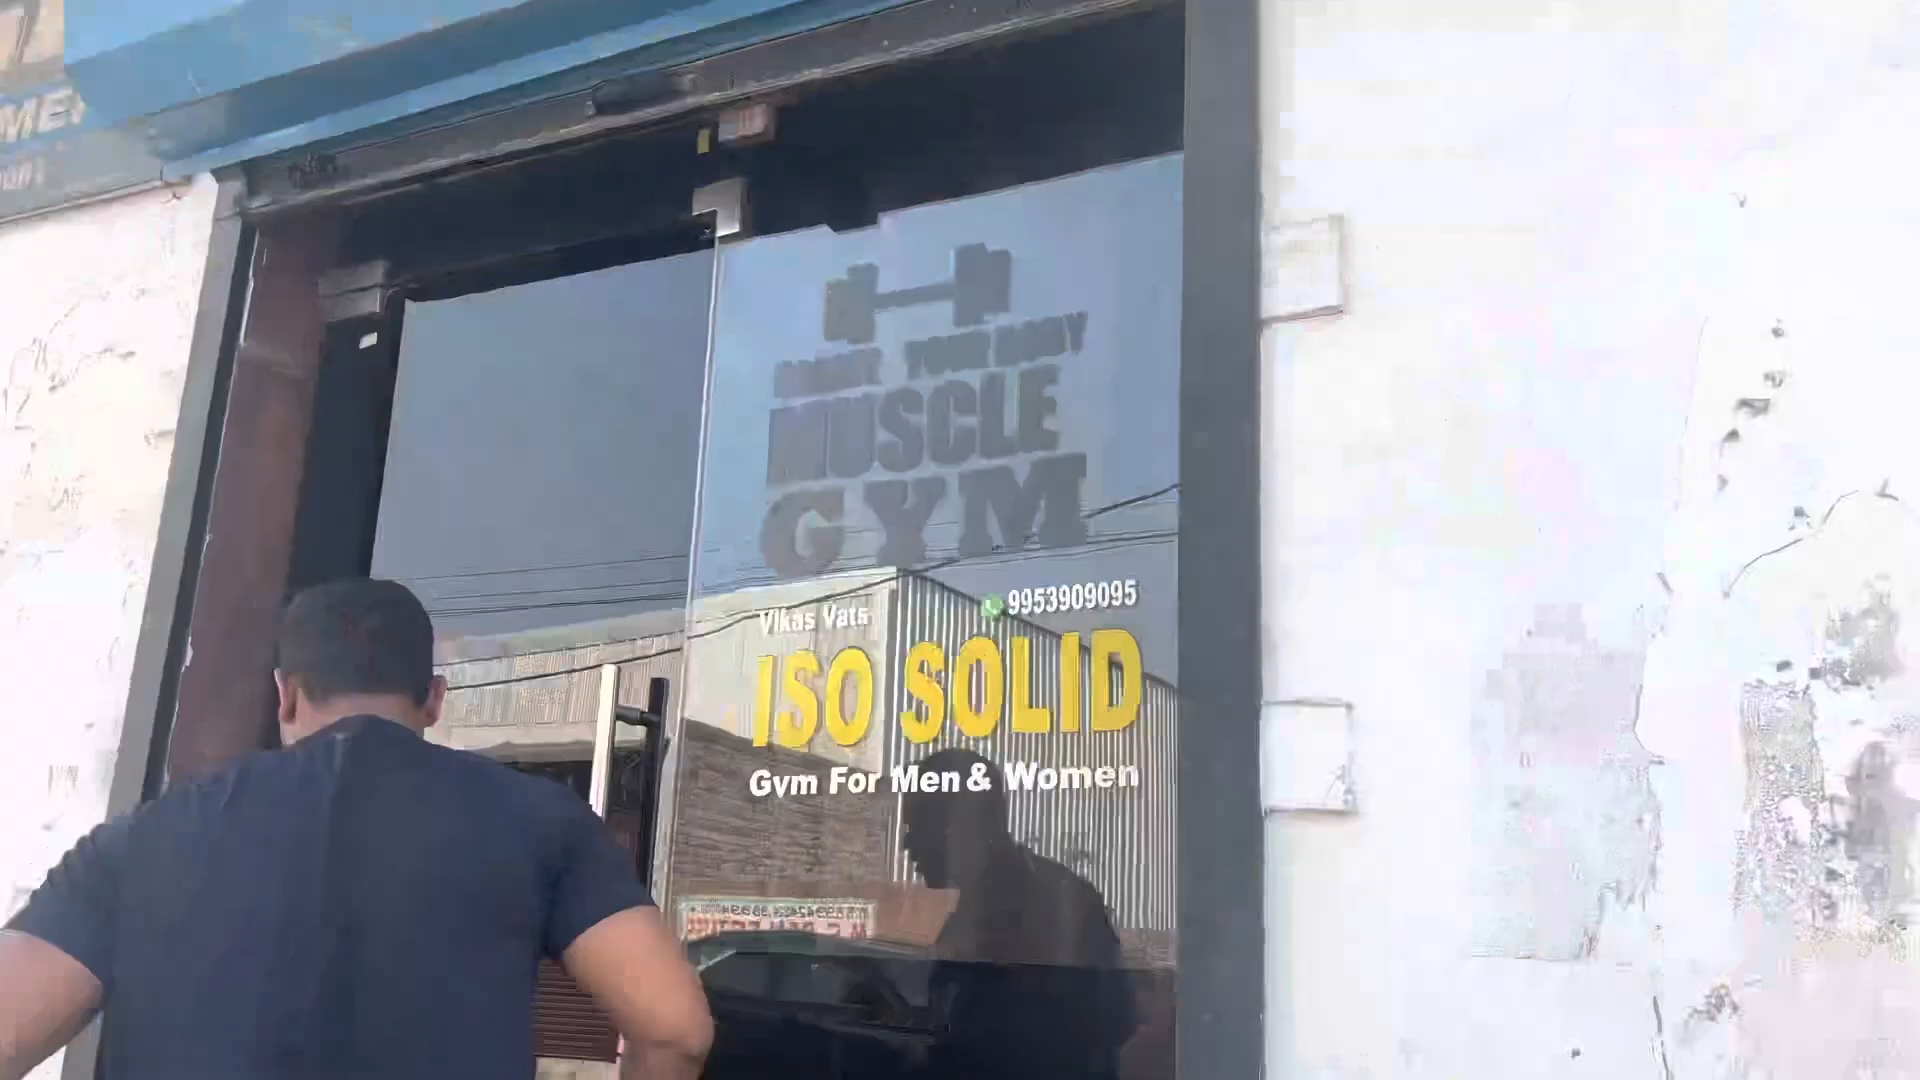 YOUR BODY
MUSCLE
GYM
Vikas Vats
9953909095
ISO SOLID
Gym For Men & Women